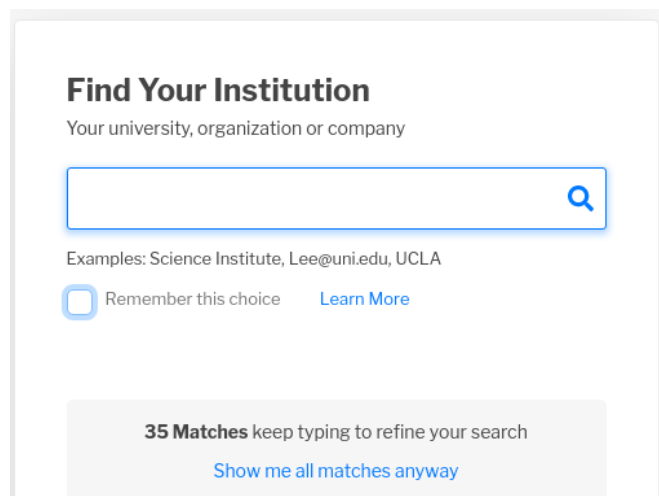 Find Your Institution
Your university, organization or company
Examples: Science Institute, Lee@uni.edu, UCLA
Remember this choice Learn More
35 Matches keep typing to refine your search
Show me all matches anyway